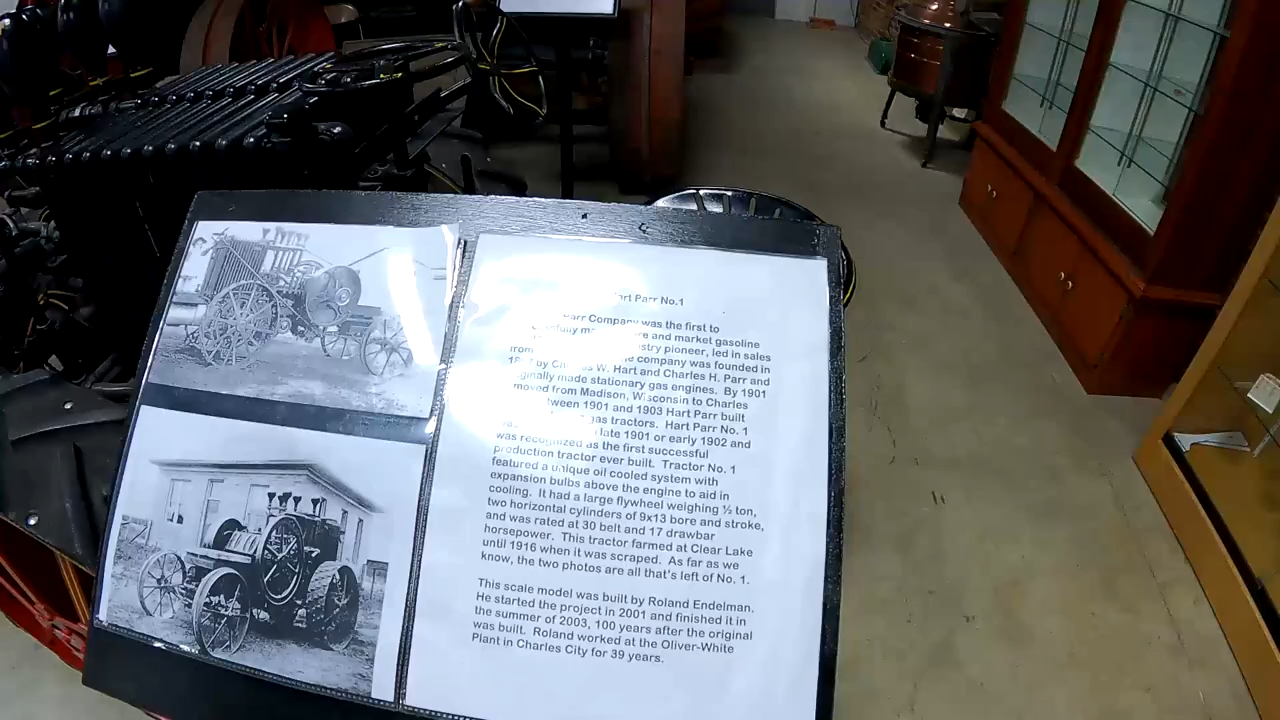 Hart Parr No.1
Parr Company was the first to
and market gasoline
industry pioneer, led in sales
from company was founded in
by W. Hart and Charles H. Parr and
originally made stationary gas engines. By 1901
moved from Madison, Wisconsin to Charles
between 1901 and 1903 Hart Parr built
gas tractors. Hart Parr No. 1
late 1901 or early 1902 and
was recognized as the first successful
production tractor ever built. Tractor No. 1
featured a unique oil cooled system with
expansion bulbs above the engine to aid in
cooling. It had a large flywheel weighing ½ ton,
two horizontal cylinders of 9x13 bore and stroke,
and was rated at 30 belt and 17 drawbar
horsepower. This tractor farmed at Clear Lake
until 1916 when it was scraped. As far as we
know, the two photos are all that's left of No. 1.
This scale model was built by Roland Endelman.
He started the project in 2001 and finished it in
the summer of 2003, 100 years after the original
was built. Roland worked at the Oliver-White
Plant in Charles City for 39 years.